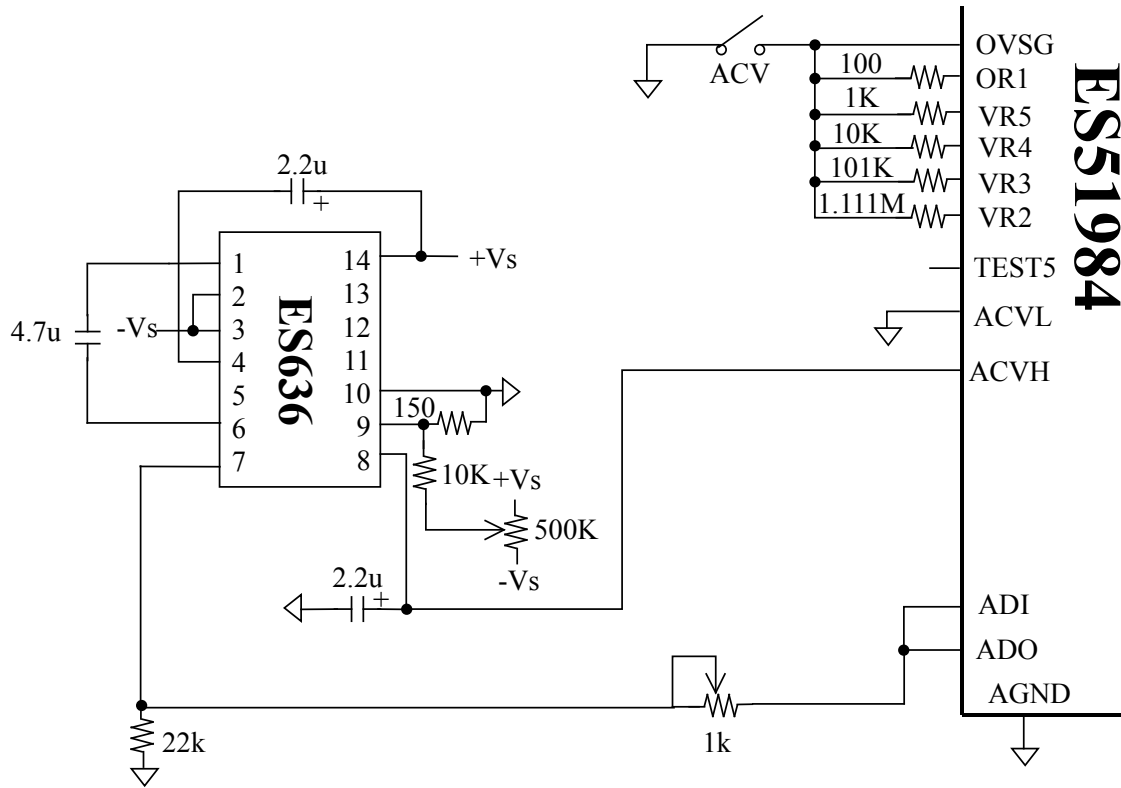 OVSG
ACV
100
OR1
1K
VR5
10K
VR4
101K
VR3
1.111M
VR2
TEST5
ACVL
ACVH
ES51984
2.2u
+
+Vs
1
2
3
4
5
6
7
ES636
14
13
12
11
10
9
8
-Vs
4.7u
150
10K
+Vs
500K
-Vs
2.2u
+
ADI
ADO
AGND
22k
1k